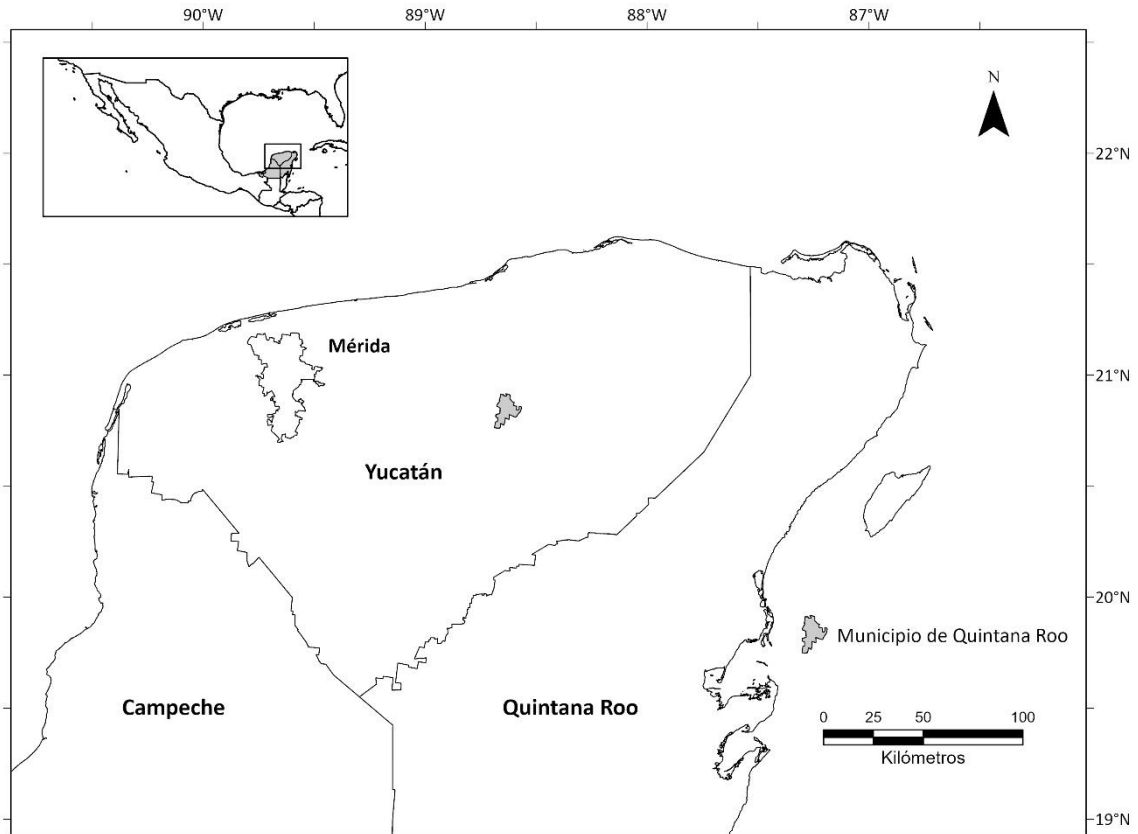 90°W 89°W 88°W 87°W
N
22°N
Mérida
21°N
Yucatán
20°N
Municipio de Quintana Roo
Campeche
Quintana Roo
0 25 50 100
Kilómetros
19°N